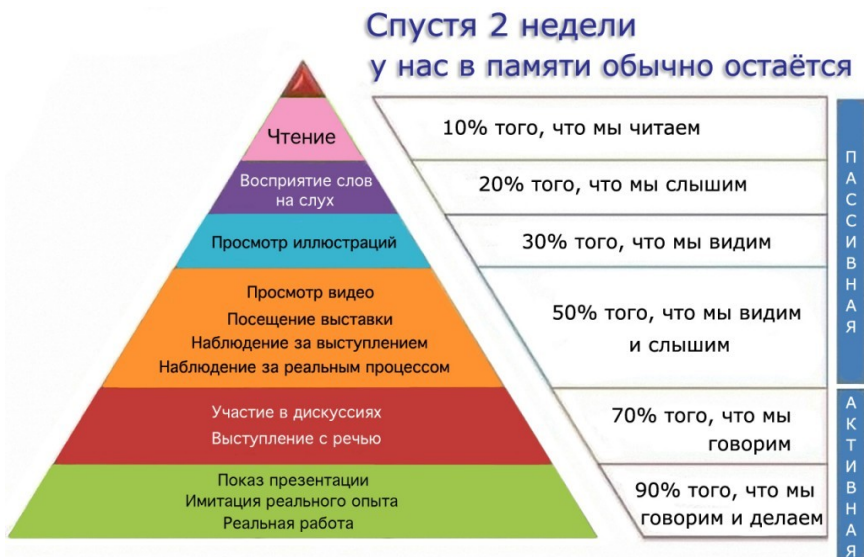 Спустя 2 недели
у нас в памяти обычно остаётся
Чтение
10% того, что мы читаем
Восприятие слов
на слух
20% того, что мы слышим
Просмотр иллюстраций
30% того, что мы видим
Просмотр видео
Посещение выставки
Наблюдение за выступлением
Наблюдение за реальным процессом
50% того, что мы видим
и слышим
Участие в дискуссиях
Выступление с речью
70% того, что мы
говорим
Показ презентации
Имитация реального опыта
Реальная работа
90% того, что мы
говорим и делаем
ПАССИВНАЯ
АКТИВНАЯ